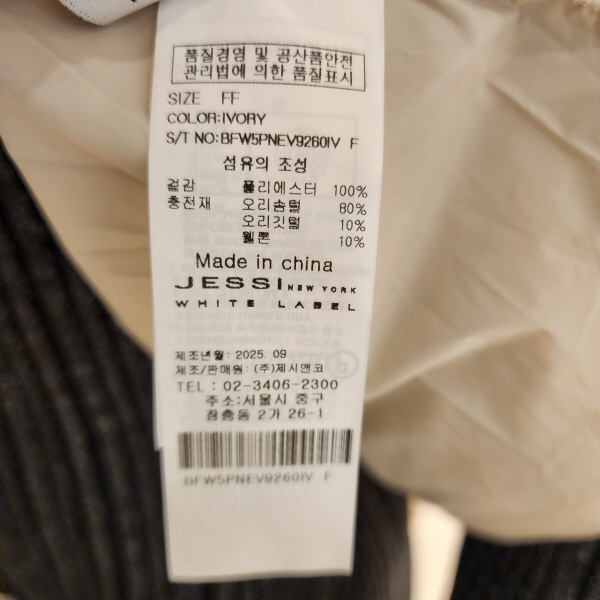 품질경영 및 공산품안전
관리법에 의한 품질표시
SIZE FF
COLOR:IVORY
S/T NO:BFW5PNEV9260IV F
섬유의 조성
겉감 폴리에스터 100%
충전재 오리솜털 80%
오리깃털 10%
웰론 10%
Made in china
JESSI NEW YORK
WHITE LABEL
제조년월: 2025.09
제조/판매원: (주)제시앤코
TEL : 02-3406-2300
주소:서울시 중구
장충동 2가 26-1
BFW5PNEV9260IV F